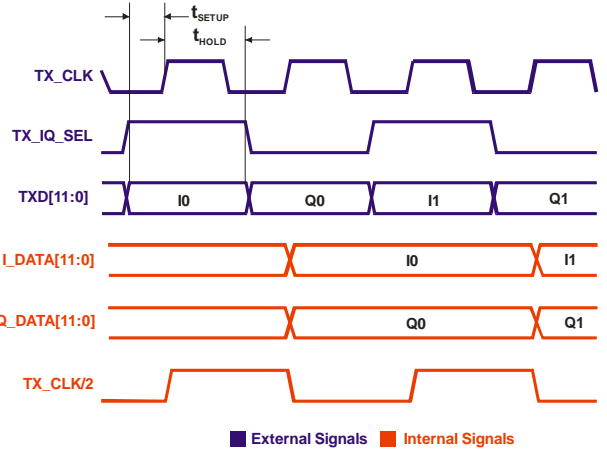 tSETUP
tHOLD
TX_CLK
TX_IQ_SEL
TXD[11:0] I0 Q0 I1 Q1
I_DATA[11:0] I0 I1
Q_DATA[11:0] Q0 Q1
TX_CLK/2
External Signals Internal Signals